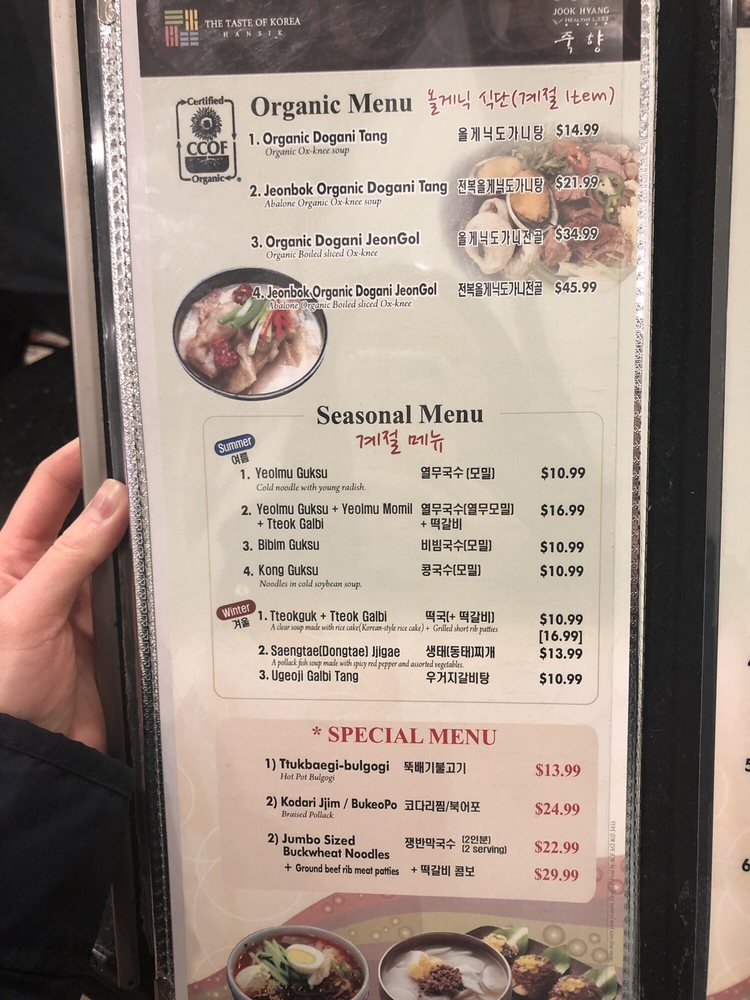 THE TASTE OF KOREA
HANSIK
JOOK HYANG
죽향
Certified
CCOF
Organic
Organic Menu 올게닉 식단(계절 Item)
1. Organic Dogani Tang 올게닉도가니탕 $14.99
Organic Ox-knee soup
2. Jeonbok Organic Dogani Tang 전복올게닉도가니탕 $21.99
Abalone Organic Ox-knee soup
3. Organic Dogani JeonGol 올게닉도가니전골 $34.99
Organic Boiled sliced Ox-knee
4. Jeonbok Organic Dogani JeonGol 전복올게닉도가니전골 $45.99
Abalone Organic Boiled sliced Ox-knee
Seasonal Menu
계절 메뉴
Summer
여름
1. Yeolmu Guksu 열무국수 (모밀) $10.99
Cold noodle with young radish.
2. Yeolmu Guksu + Yeolmu Momil 열무국수(열무모밀) $16.99
+ Tteok Galbi + 떡갈비
3. Bibim Guksu 비빔국수(모밀) $10.99
4. Kong Guksu 콩국수(모밀) $10.99
Noodles in cold soybean soup.
Winter
겨울
1. Tteokguk + Tteok Galbi 떡국(+ 떡갈비) $10.99
A clear soup made with rice cake(Korean-style rice cake) + Grilled short rib patties [16.99]
2. Saengtae(Dongtae) Jjigae 생태(동태)찌개 $13.99
A pollack fish soup made with spicy red pepper and assorted vegetables.
3. Ugeoji Galbi Tang 우거지갈비탕 $10.99
* SPECIAL MENU
1) Ttukbaegi-bulgogi 뚝배기불고기 $13.99
Hot Pot Bulgogi
2) Kodari Jjim / BukeoPo 코다리찜/북어포 $24.99
Braised Pollack
2) Jumbo Sized 쟁반막국수 (2인분)
Buckwheat Noodles (2 serving) $22.99
+ Ground beef rib meat patties + 떡갈비 콤보 $29.99